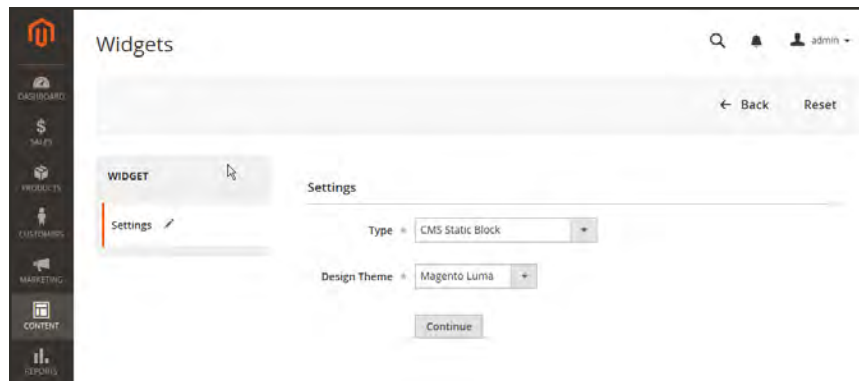 Widgets
admin
← Back Reset
DASHBOARD
SALES
PRODUCTS
CUSTOMERS
MARKETING
CONTENT
REPORTS
WIDGET
Settings
Settings
Type * CMS Static Block
Design Theme * Magento Luma
Continue